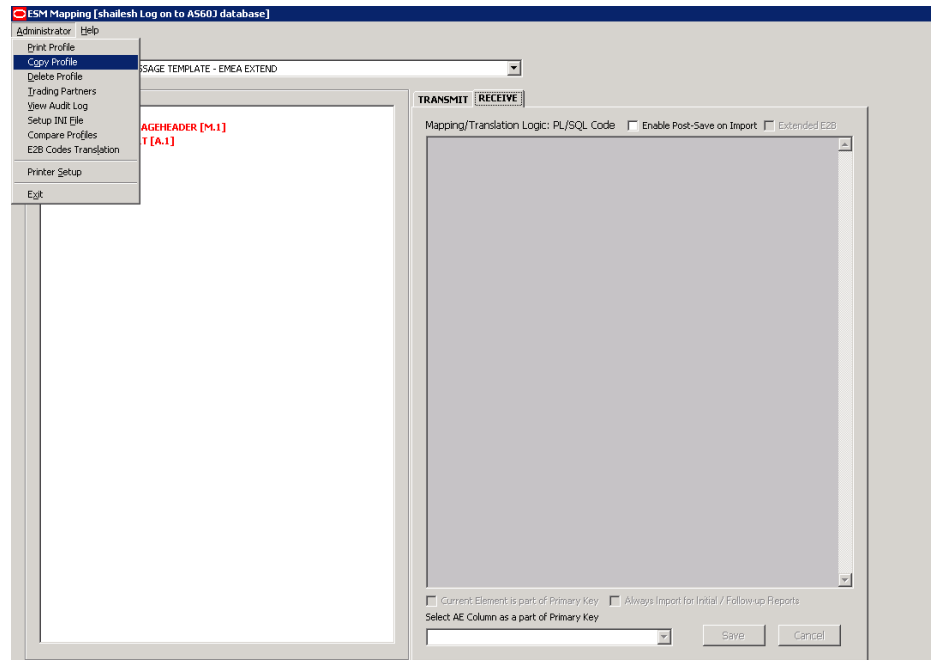 ESM Mapping [shailesh Log on to AS60J database]
Administrator Help
Print Profile
Copy Profile
Delete Profile
Trading Partners
View Audit Log
Setup INI File
Compare Profiles
E2B Codes Translation
Printer Setup
Exit
SSAGE TEMPLATE - EMEA EXTEND
AGEHEADER [M.1]
T [A.1]
TRANSMIT RECEIVE
Mapping/Translation Logic: PL/SQL Code Enable Post-Save on Import Extended E2B
Current Element is part of Primary Key Always Import for Initial / Follow-up Reports
Select AE Column as a part of Primary Key
Save Cancel